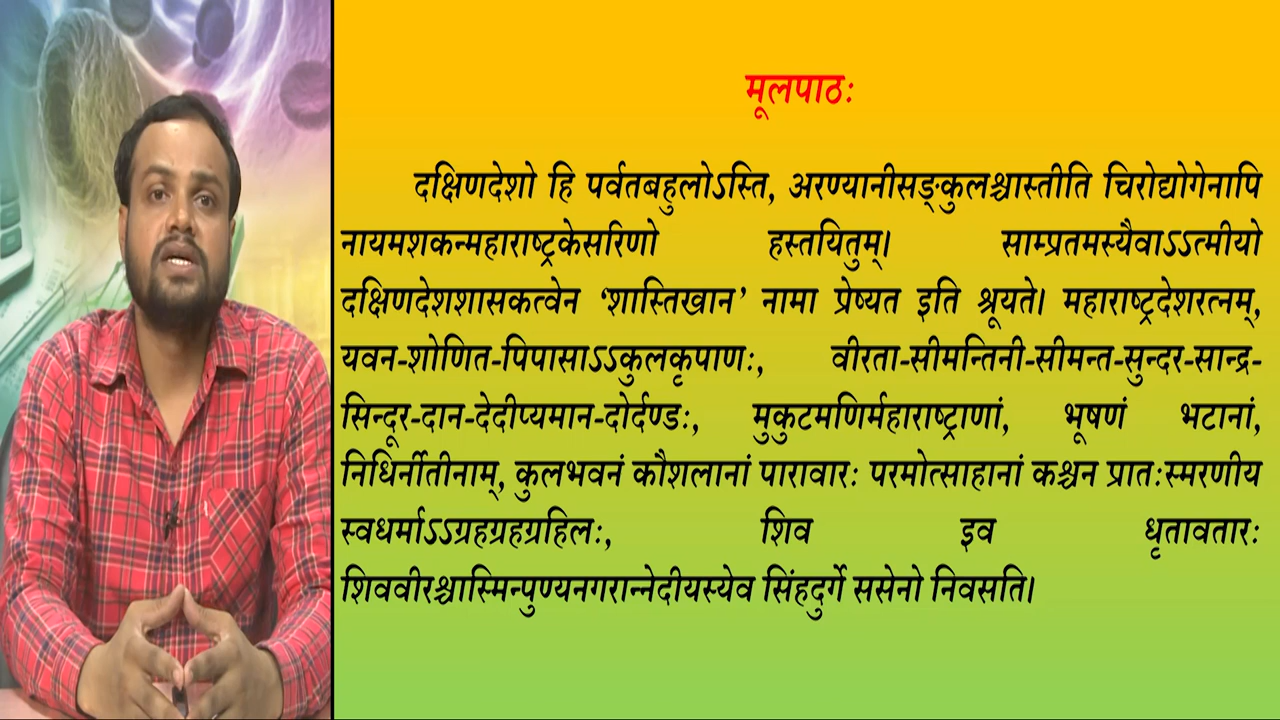 मूलपाठः
दक्षिणदेशो हि पर्वतबहुलोऽस्ति, अरण्यानीसङ्कुलश्चास्तीति चिरोद्योगेनापि
नायमशकन्महाराष्ट्रकेसरिणो हस्तयितुम्। साम्प्रतमस्यैवाऽऽत्मीयो
दक्षिणदेशशासकत्वेन ‘शास्तिखान’ नामा प्रेष्यत इति श्रूयते। महाराष्ट्रदेशरत्नम्,
यवन-शोणित-पिपासाऽऽकुलकृपाणः, वीरता-सीमन्तिनी-सीमन्त-सुन्दर-सान्द्र-
सिन्दूर-दान-देदीप्यमान-दोर्दण्डः, मुकुटमणिर्महाराष्ट्राणां, भूषणं भटानां,
निधिर्नीतीनाम्, कुलभवनं कौशलानां पारावारः परमोत्साहानां कश्चन प्रातःस्मरणीय
स्वधर्माऽऽग्रहग्रहग्रहिलः, शिव इव धृतावतारः
शिववीरश्चास्मिन्पुण्यनगरान्नेदीयस्येव सिंहदुर्गे ससेनो निवसति।